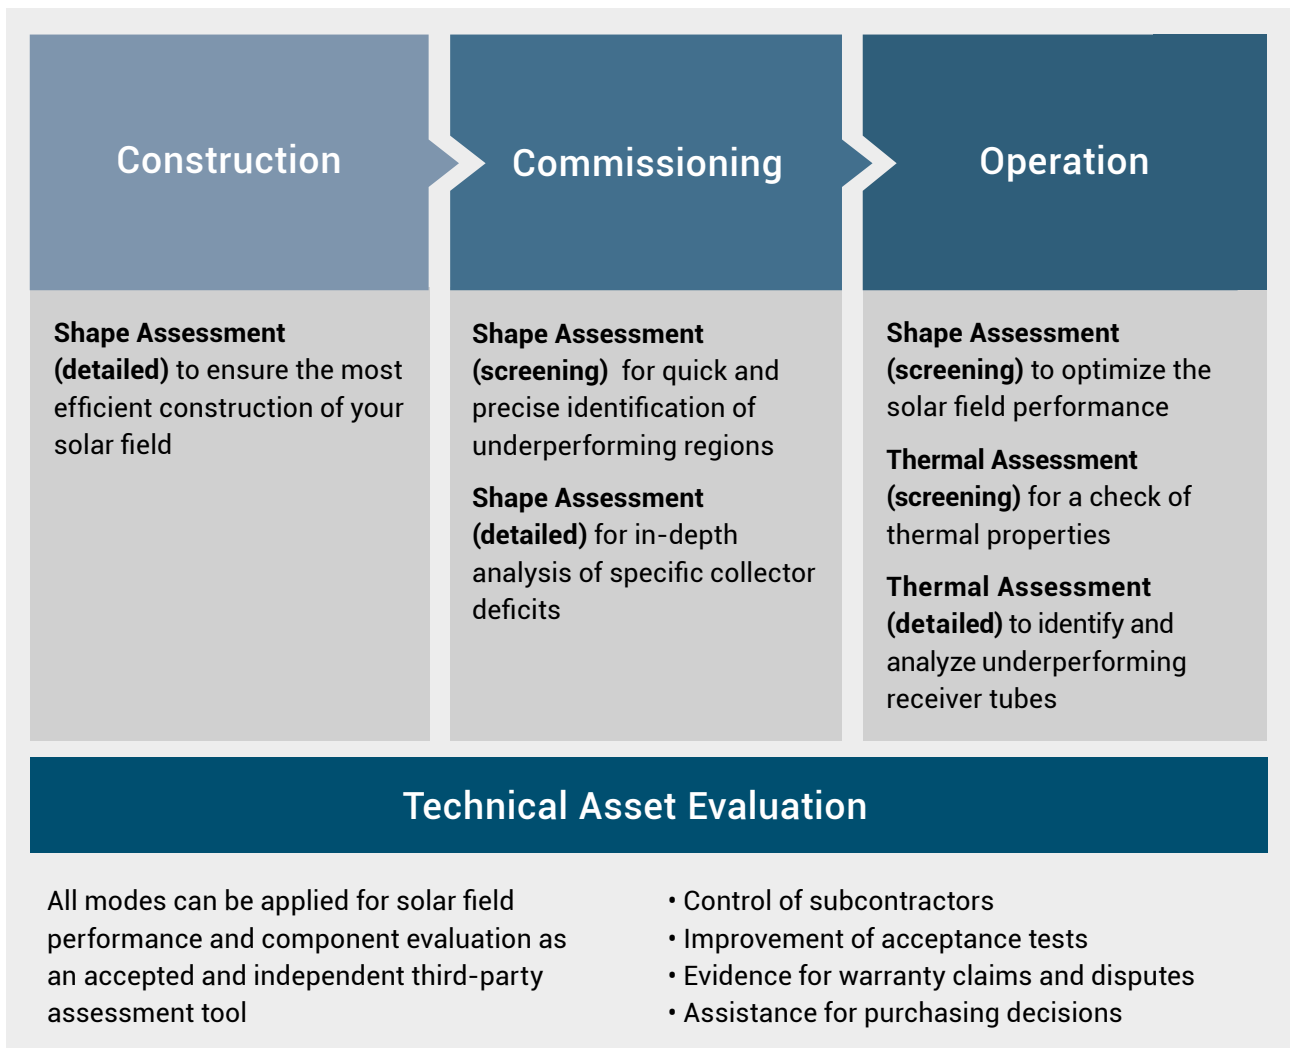 Construction
Commissioning
Operation
Shape Assessment
(detailed) to ensure the most
efficient construction of your
solar field
Shape Assessment
(screening) for quick and
precise identification of
underperforming regions
Shape Assessment
(detailed) for in-depth
analysis of specific collector
deficits
Shape Assessment
(screening) to optimize the
solar field performance
Thermal Assessment
(screening) for a check of
thermal properties
Thermal Assessment
(detailed) to identify and
analyze underperforming
receiver tubes
Technical Asset Evaluation
All modes can be applied for solar field
performance and component evaluation as
an accepted and independent third-party
assessment tool
• Control of subcontractors
• Improvement of acceptance tests
• Evidence for warranty claims and disputes
• Assistance for purchasing decisions